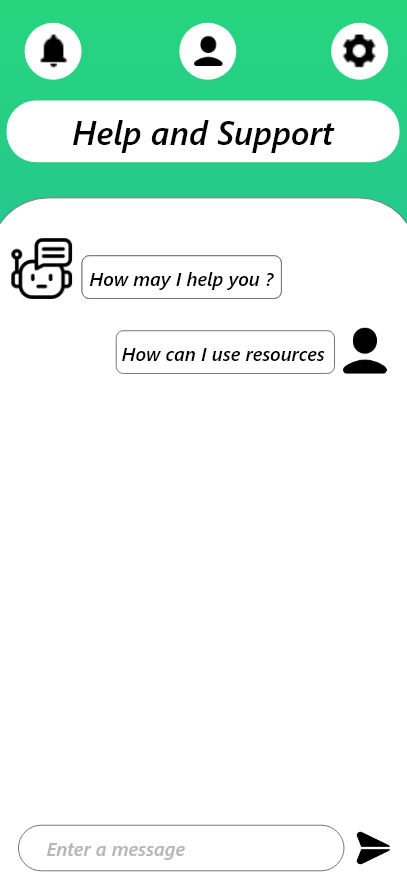 Help and Support
How may I help you ?
How can I use resources
Enter a message